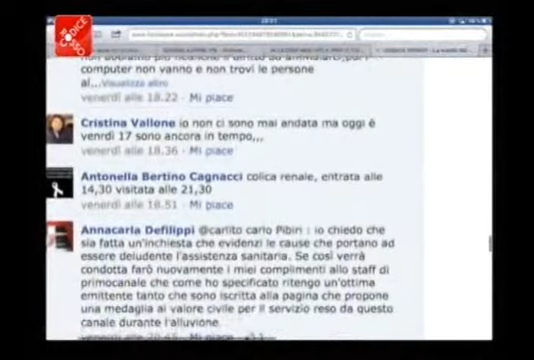 CODICE
ROSSO
computer non vanno e non trovi le persone
al...Visualizza altro
venerdì alle 18.22 · Mi piace
Cristina Vallone io non ci sono mai andata ma oggi è
venrdì 17 sono ancora in tempo,,,
venerdì alle 18.36 · Mi piace
Antonella Bertino Cagnacci colica renale, entrata alle
14,30 visitata alle 21,30
venerdì alle 18.51 · Mi piace
Annacarla Defilippi @carlito carlo Pibiri : io chiedo che
sia fatta un'inchiesta che evidenzi le cause che portano ad
essere deludente l'assistenza sanitaria. Se così verrà
condotta farò nuovamente i miei complimenti allo staff di
primocanale che come ho specificato ritengo un'ottima
emittente tanto che sono iscritta alla pagina che propone
una medaglia al valore civile per il servizio reso da questo
canale durante l'alluvione.